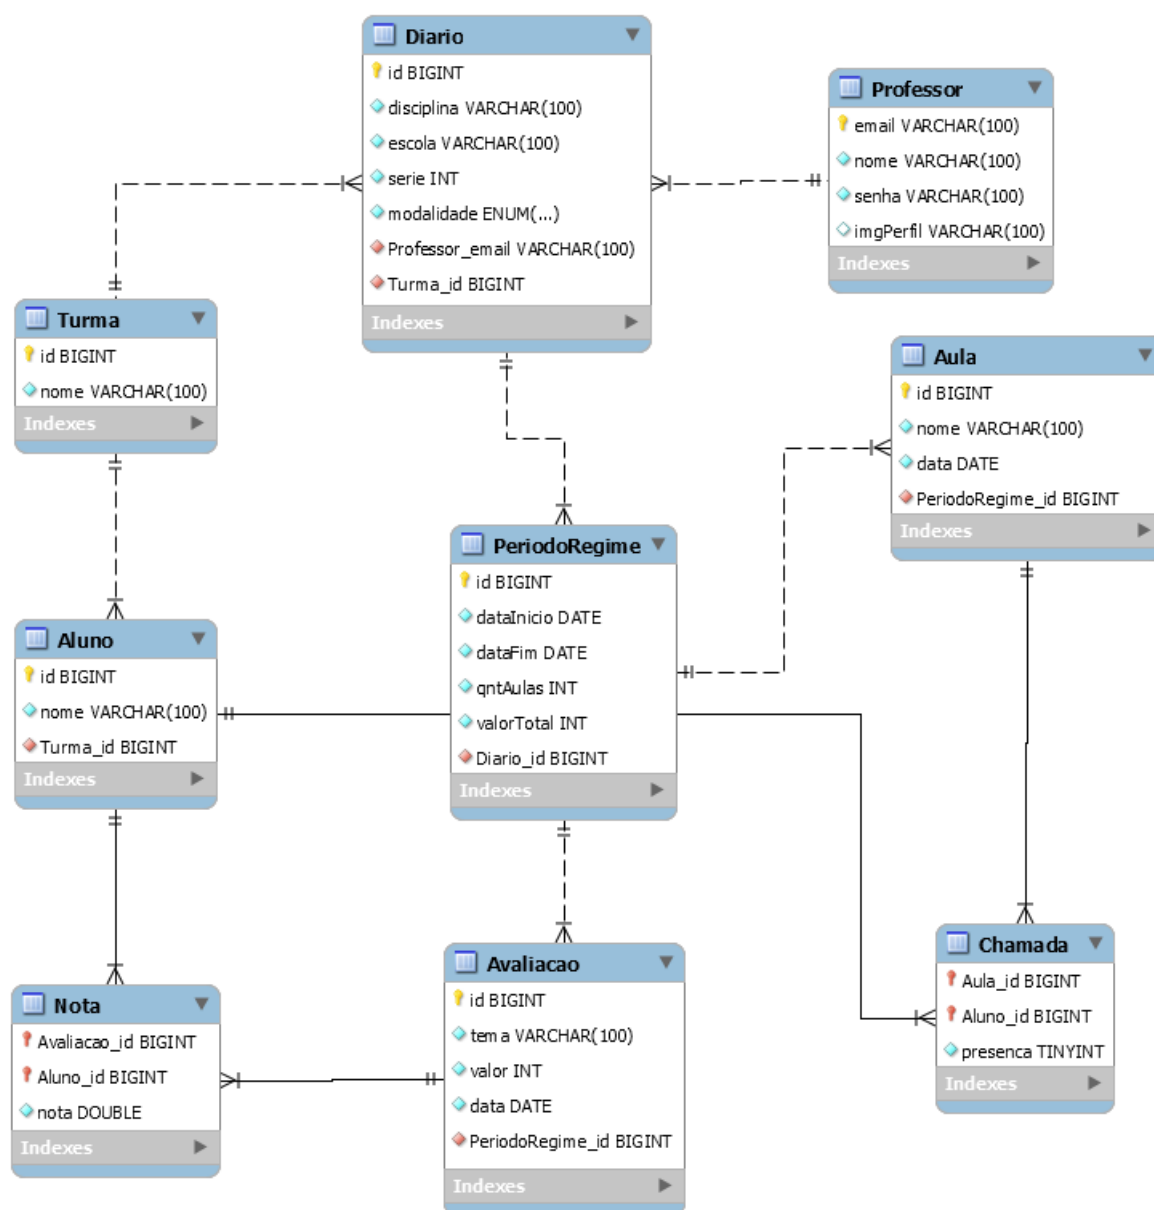 Diario
id BIGINT
disciplina VARCHAR(100)
escola VARCHAR(100)
serie INT
modalidade ENUM(...)
Professor_email VARCHAR(100)
Turma_id BIGINT
Indexes
Professor
email VARCHAR(100)
nome VARCHAR(100)
senha VARCHAR(100)
imgPerfil VARCHAR(100)
Indexes
Turma
id BIGINT
nome VARCHAR(100)
Indexes
Aula
id BIGINT
nome VARCHAR(100)
data DATE
PeriodoRegime_id BIGINT
Indexes
PeriodoRegime
id BIGINT
dataInicio DATE
dataFim DATE
qntAulas INT
valorTotal INT
Diario_id BIGINT
Indexes
Aluno
id BIGINT
nome VARCHAR(100)
Turma_id BIGINT
Indexes
Nota
Avaliacao_id BIGINT
Aluno_id BIGINT
nota DOUBLE
Indexes
Avaliacao
id BIGINT
tema VARCHAR(100)
valor INT
data DATE
PeriodoRegime_id BIGINT
Indexes
Chamada
Aula_id BIGINT
Aluno_id BIGINT
presenca TINYINT
Indexes